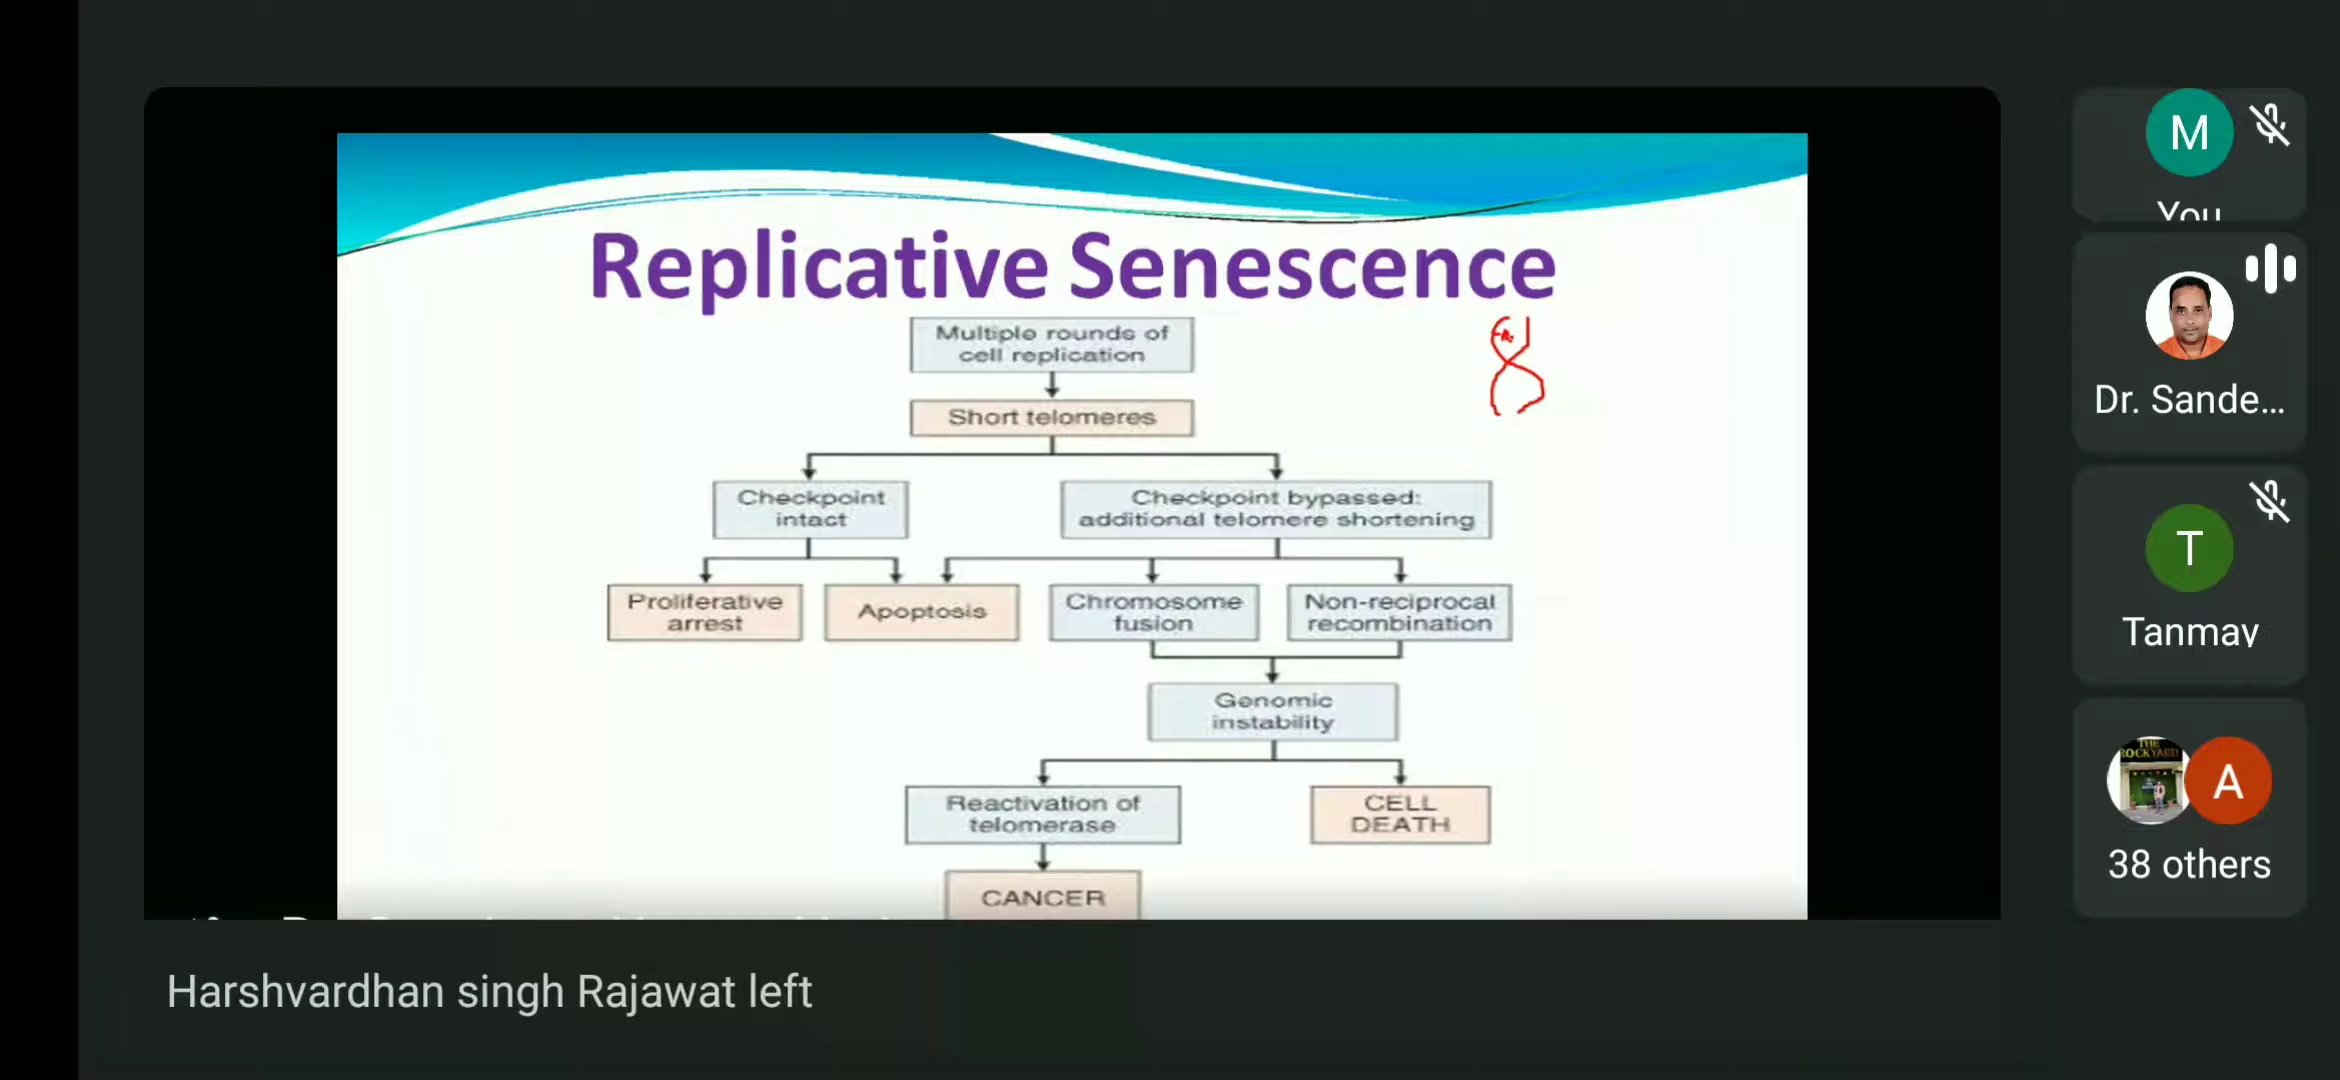 Replicative Senescence
Multiple rounds of
cell replication
Short telomeres
Checkpoint
intact
Checkpoint bypassed:
additional telomere shortening
Proliferative
arrest
Apoptosis
Chromosome
fusion
Non-reciprocal
recombination
Genomic
instability
Reactivation of
telomerase
CELL
DEATH
CANCER
M
You
Dr. Sande...
T
Tanmay
THE
ROCKYARD
A
38 others
Harshvardhan singh Rajawat left